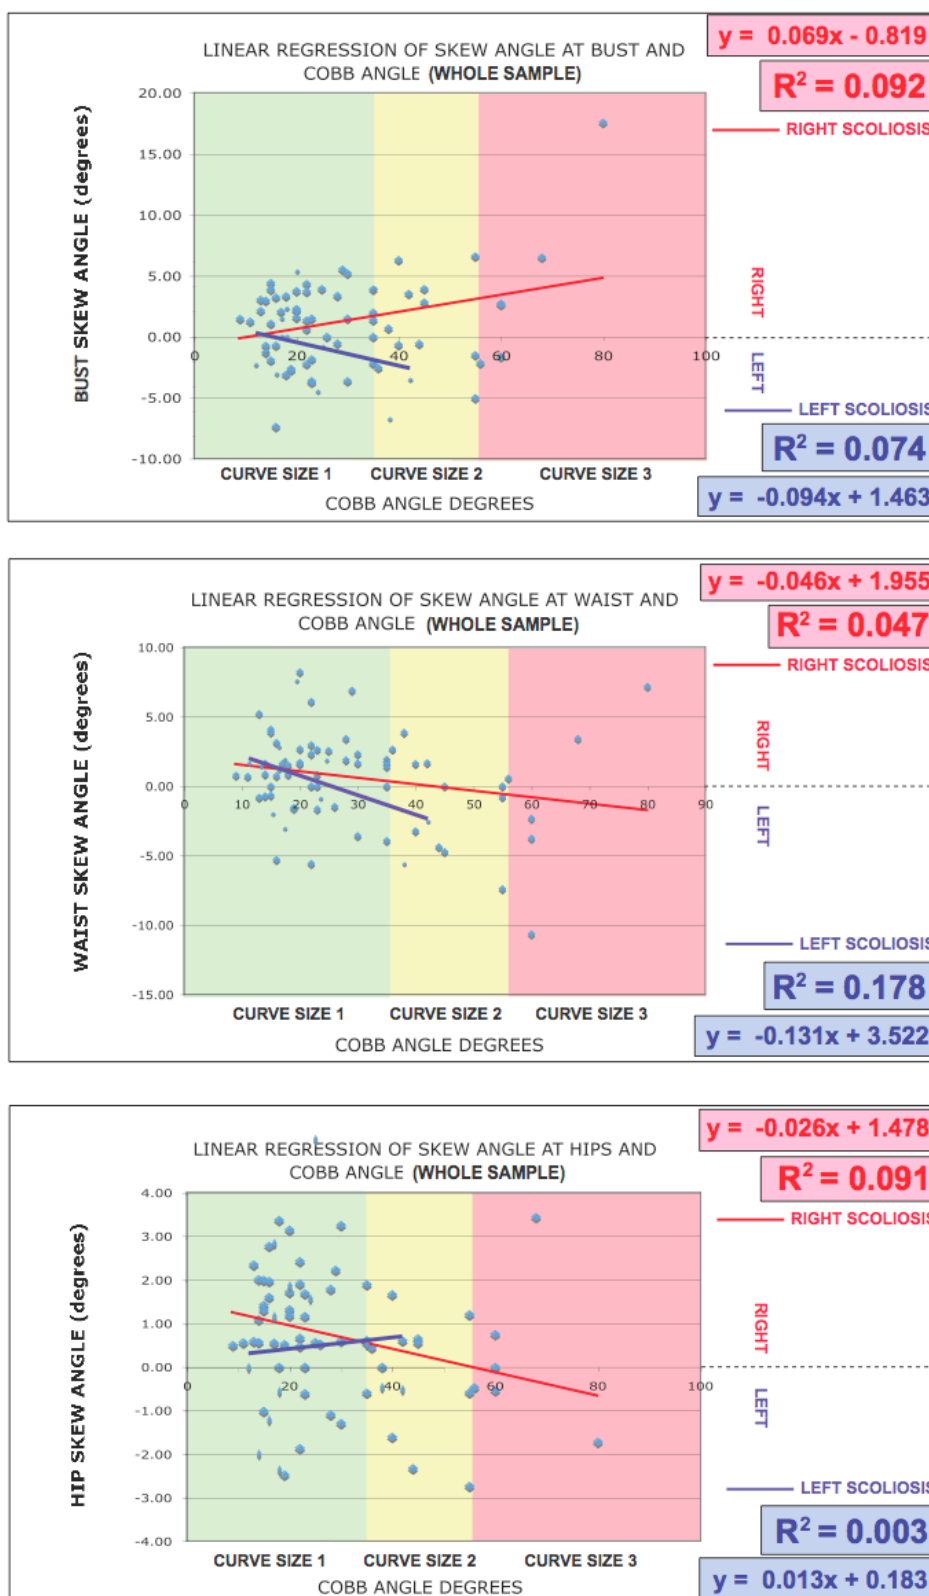 y = 0.069x - 0.819
LINEAR REGRESSION OF SKEW ANGLE AT BUST AND
COBB ANGLE (WHOLE SAMPLE)
R² = 0.092
RIGHT SCOLIOSIS
BUST SKEW ANGLE (degrees)
20.00
15.00
10.00
5.00
0.00
-5.00
-10.00
0 20 40 60 80 100
RIGHT
LEFT
LEFT SCOLIOSIS
R² = 0.074
y = -0.094x + 1.463
CURVE SIZE 1 CURVE SIZE 2 CURVE SIZE 3
COBB ANGLE DEGREES
y = -0.046x + 1.955
LINEAR REGRESSION OF SKEW ANGLE AT WAIST AND
COBB ANGLE (WHOLE SAMPLE)
R² = 0.047
RIGHT SCOLIOSIS
WAIST SKEW ANGLE (degrees)
10.00
5.00
0.00
-5.00
-10.00
-15.00
0 10 20 30 40 50 60 70 80 90
RIGHT
LEFT
LEFT SCOLIOSIS
R² = 0.178
y = -0.131x + 3.522
CURVE SIZE 1 CURVE SIZE 2 CURVE SIZE 3
COBB ANGLE DEGREES
y = -0.026x + 1.478
LINEAR REGRESSION OF SKEW ANGLE AT HIPS AND
COBB ANGLE (WHOLE SAMPLE)
R² = 0.091
RIGHT SCOLIOSIS
HIP SKEW ANGLE (degrees)
4.00
3.00
2.00
1.00
0.00
-1.00
-2.00
-3.00
-4.00
0 20 40 60 80 100
RIGHT
LEFT
LEFT SCOLIOSIS
R² = 0.003
y = 0.013x + 0.183
CURVE SIZE 1 CURVE SIZE 2 CURVE SIZE 3
COBB ANGLE DEGREES